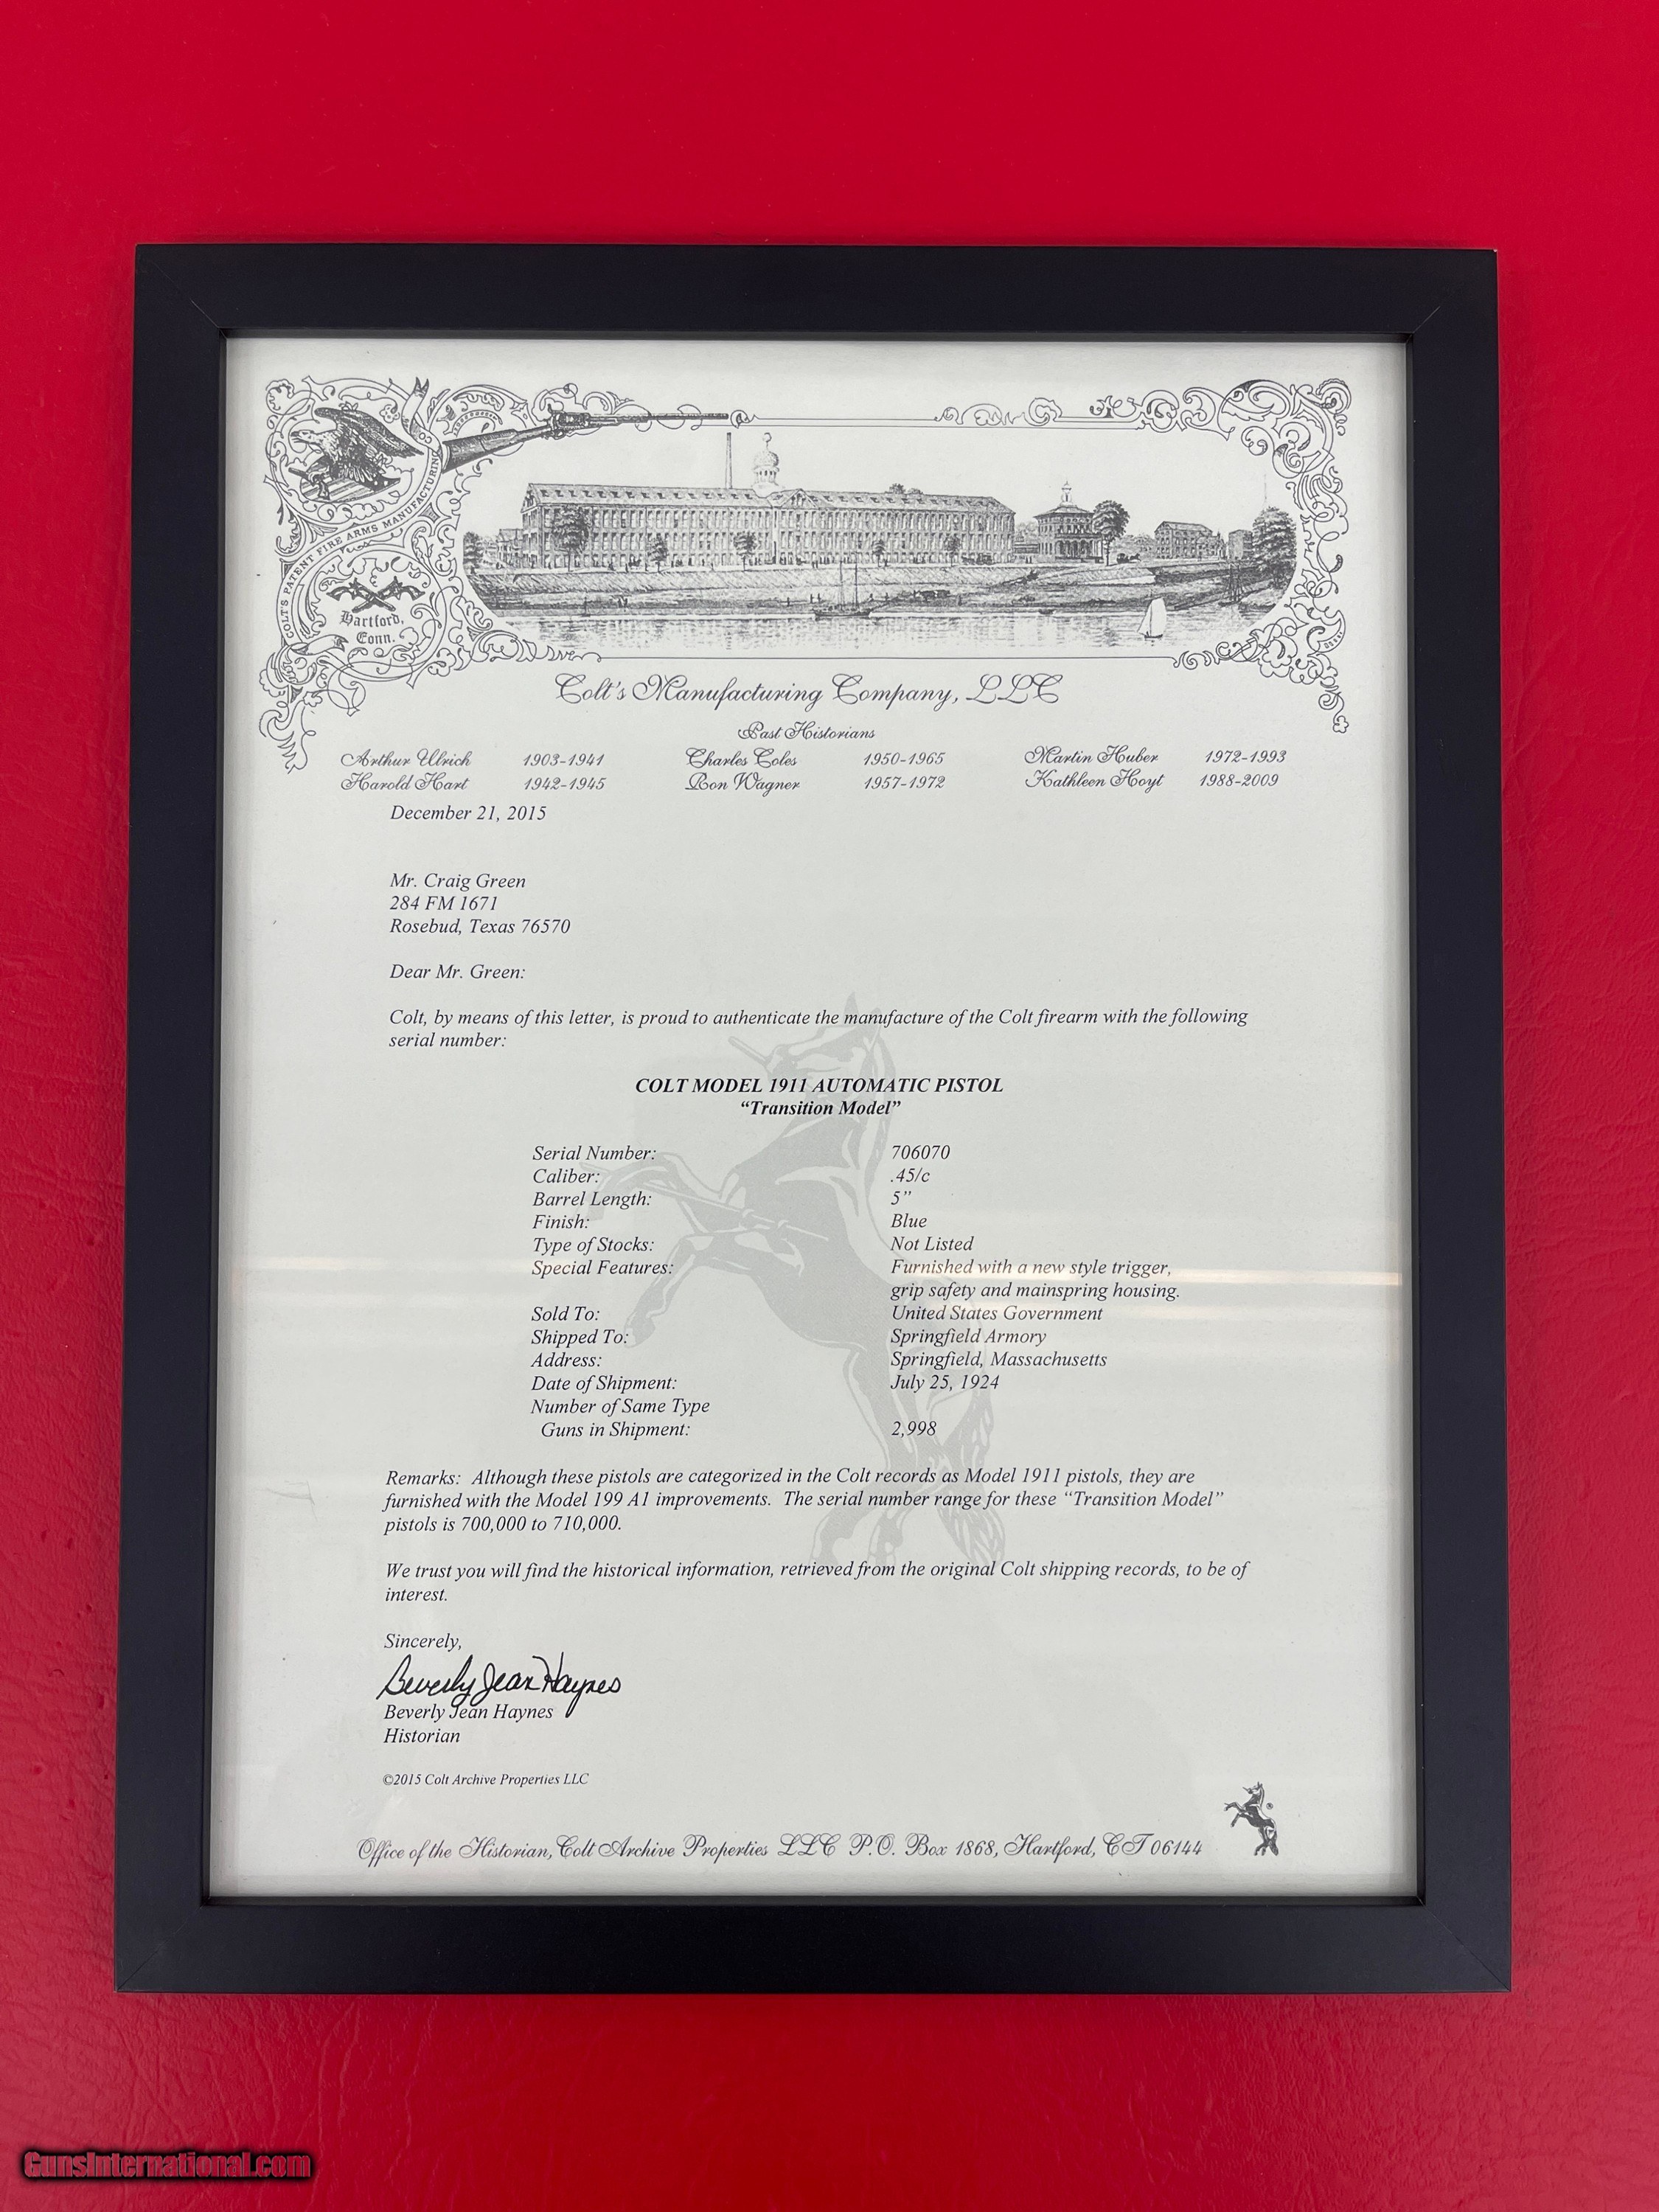 COLT'S PATENT FIRE ARMS MANUFACTURING CO
Hartford,
Conn.
Colt's Manufacturing Company, LLC
Past Historians
Arthur Ulrich 1903-1941 Charles Coles 1950-1965 Martin Huber 1972-1993
Harold Hart 1942-1945 Ron Wagner 1957-1972 Kathleen Hoyt 1988-2009
December 21, 2015
Mr. Craig Green
284 FM 1671
Rosebud, Texas 76570
Dear Mr. Green:
Colt, by means of this letter, is proud to authenticate the manufacture of the Colt firearm with the following
serial number:
COLT MODEL 1911 AUTOMATIC PISTOL
“Transition Model”
Serial Number: 706070
Caliber: .45/c
Barrel Length: 5”
Finish: Blue
Type of Stocks: Not Listed
Special Features: Furnished with a new style trigger,
grip safety and mainspring housing.
Sold To: United States Government
Shipped To: Springfield Armory
Address: Springfield, Massachusetts
Date of Shipment: July 25, 1924
Number of Same Type
Guns in Shipment: 2,998
Remarks: Although these pistols are categorized in the Colt records as Model 1911 pistols, they are
furnished with the Model 199 A1 improvements. The serial number range for these “Transition Model”
pistols is 700,000 to 710,000.
We trust you will find the historical information, retrieved from the original Colt shipping records, to be of
interest.
Sincerely,
Beverly Jean Haynes
Beverly Jean Haynes
Historian
©2015 Colt Archive Properties LLC
Office of the Historian, Colt Archive Properties LLC P.O. Box 1868, Hartford, CT 06144
®
GunsInternational.com